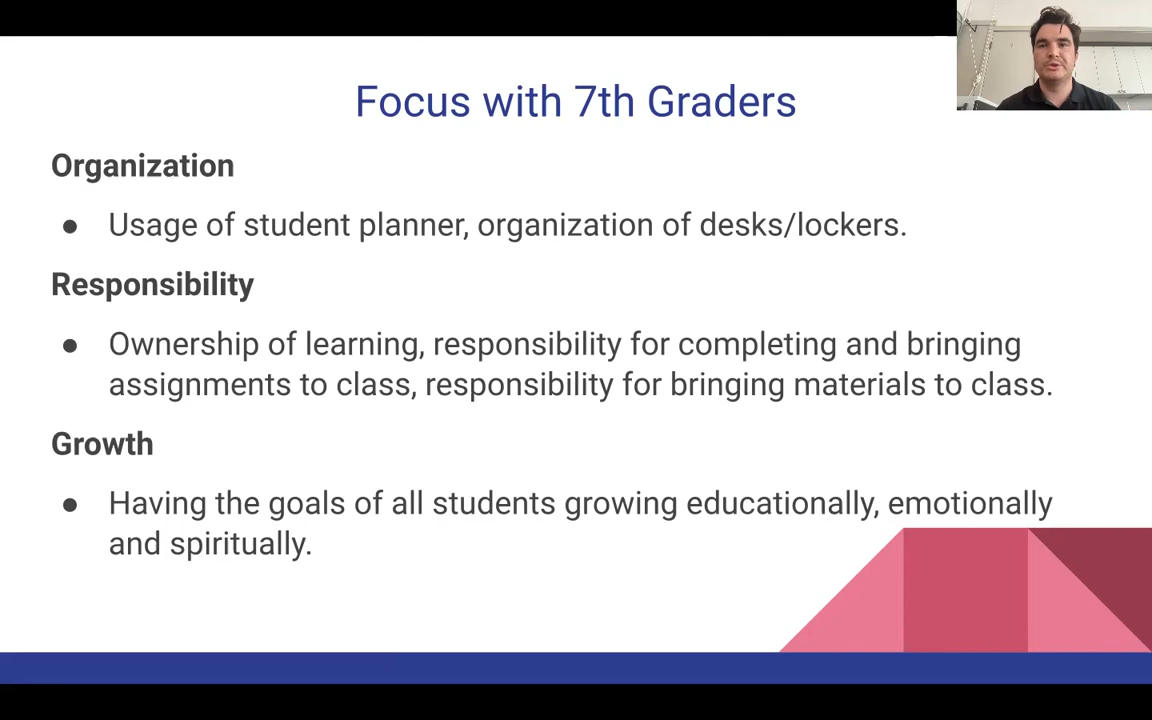 Focus with 7th Graders
Organization
● Usage of student planner, organization of desks/lockers.
Responsibility
● Ownership of learning, responsibility for completing and bringing
assignments to class, responsibility for bringing materials to class.
Growth
● Having the goals of all students growing educationally, emotionally
and spiritually.